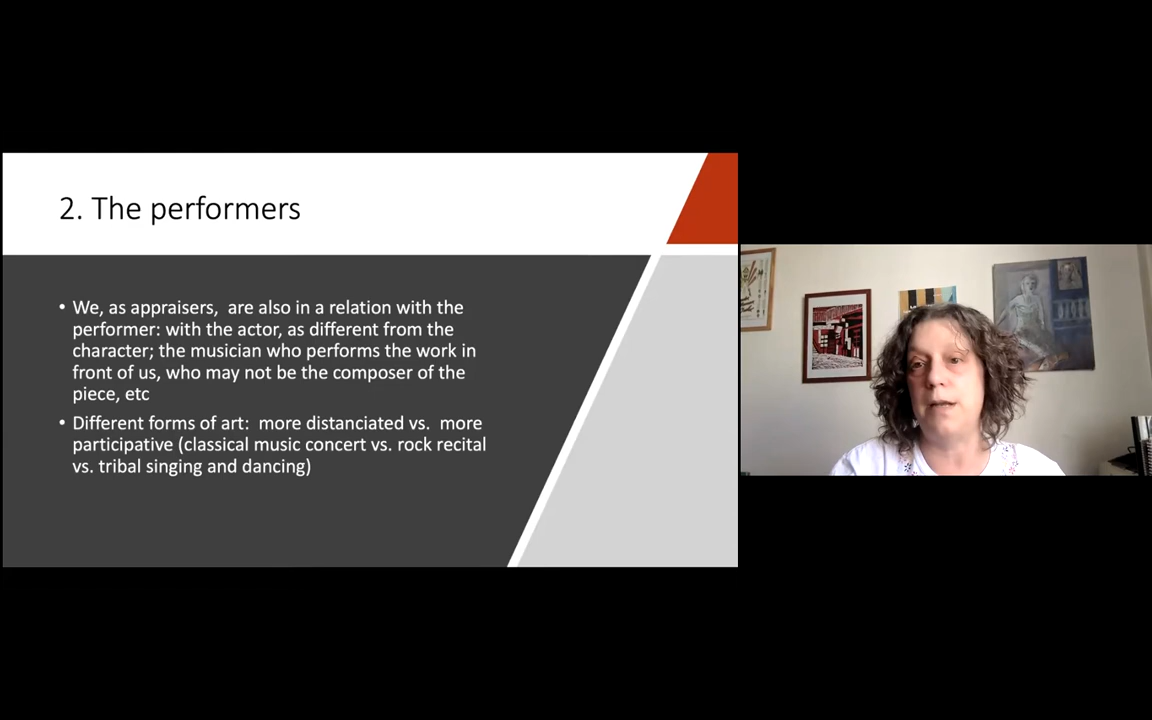 2. The performers
• We, as appraisers,  are also in a relation with the
performer: with the actor, as different from the
character; the musician who performs the work in
front of us, who may not be the composer of the
piece, etc
• Different forms of art:  more distanciated vs.  more
participative (classical music concert vs. rock recital
vs. tribal singing and dancing)